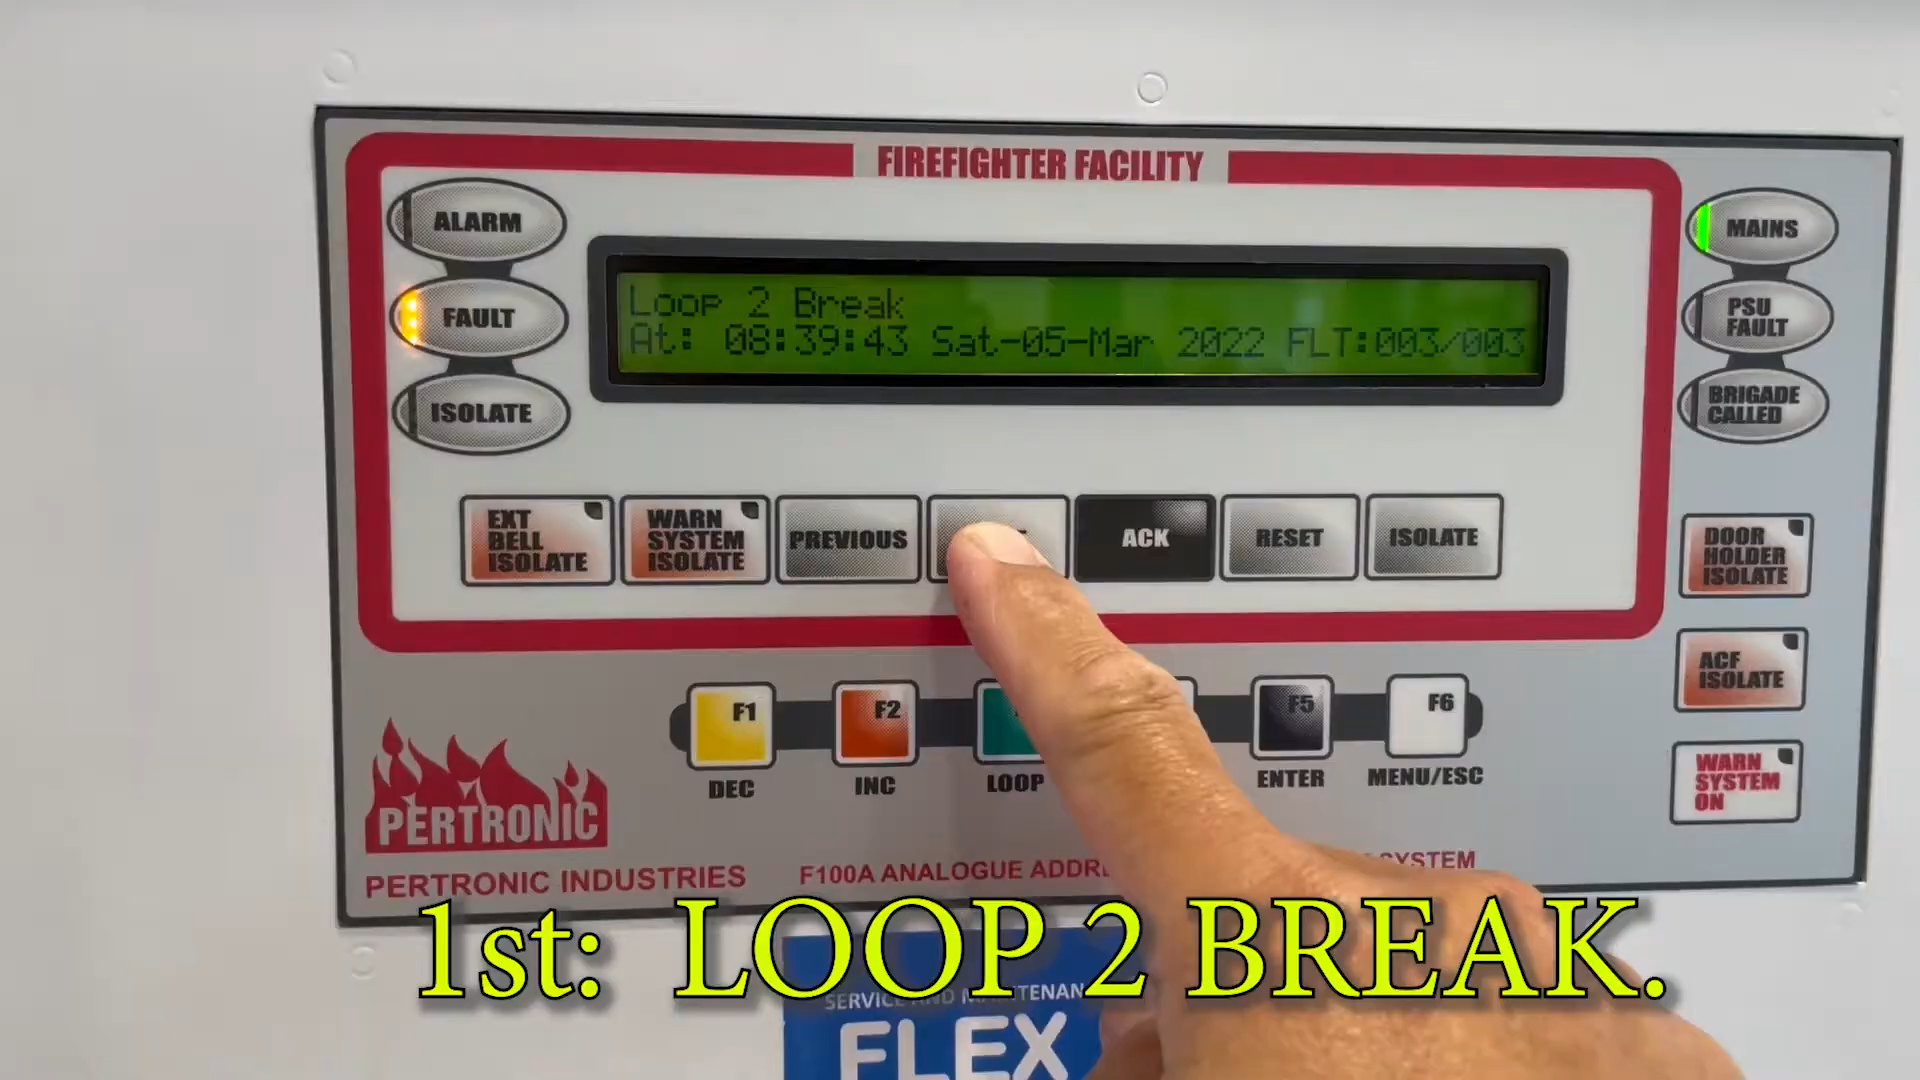 FIREFIGHTER FACILITY
ALARM
FAULT
ISOLATE
Loop 2 Break
At: 08:39:43 Sat-05-Mar 2022 FLT:003/003
MAINS
PSU
FAULT
BRIGADE
CALLED
EXT
BELL
ISOLATE
WARN
SYSTEM
ISOLATE
PREVIOUS
ACK
RESET
ISOLATE
DOOR
HOLDER
ISOLATE
ACF
ISOLATE
WARN
SYSTEM
ON
F1
F2
F5
F6
DEC
INC
LOOP
ENTER
MENU/ESC
PERTRONIC
PERTRONIC INDUSTRIES
F100A ANALOGUE SYSTEM
1st: LOOP 2 BREAK.
SERVICE AND
FLEX